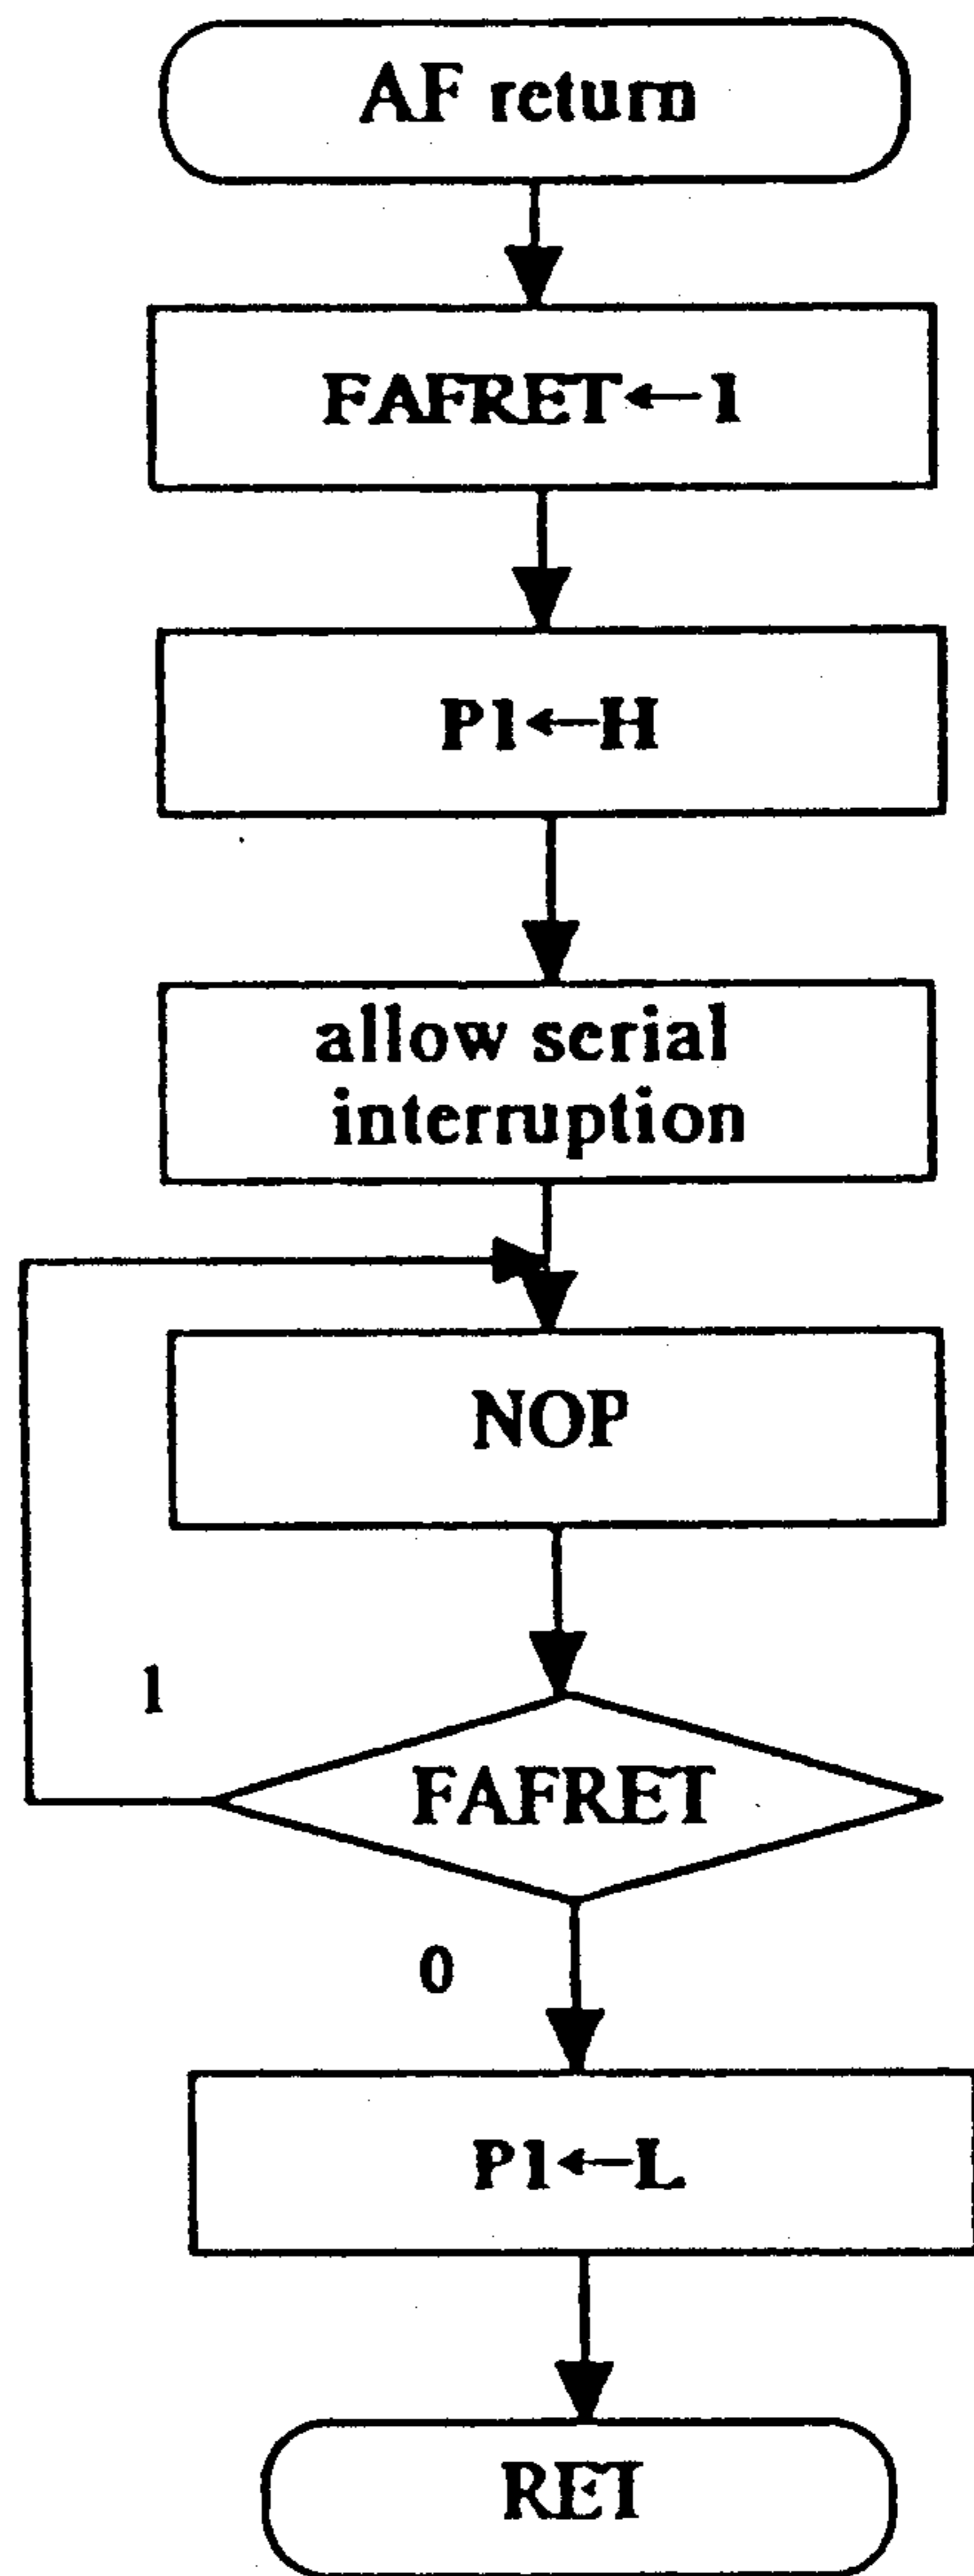 AF return
FAFRET←1
P1←H
allow serial
interruption
NOP
1
FAFRET
0
P1←L
RET